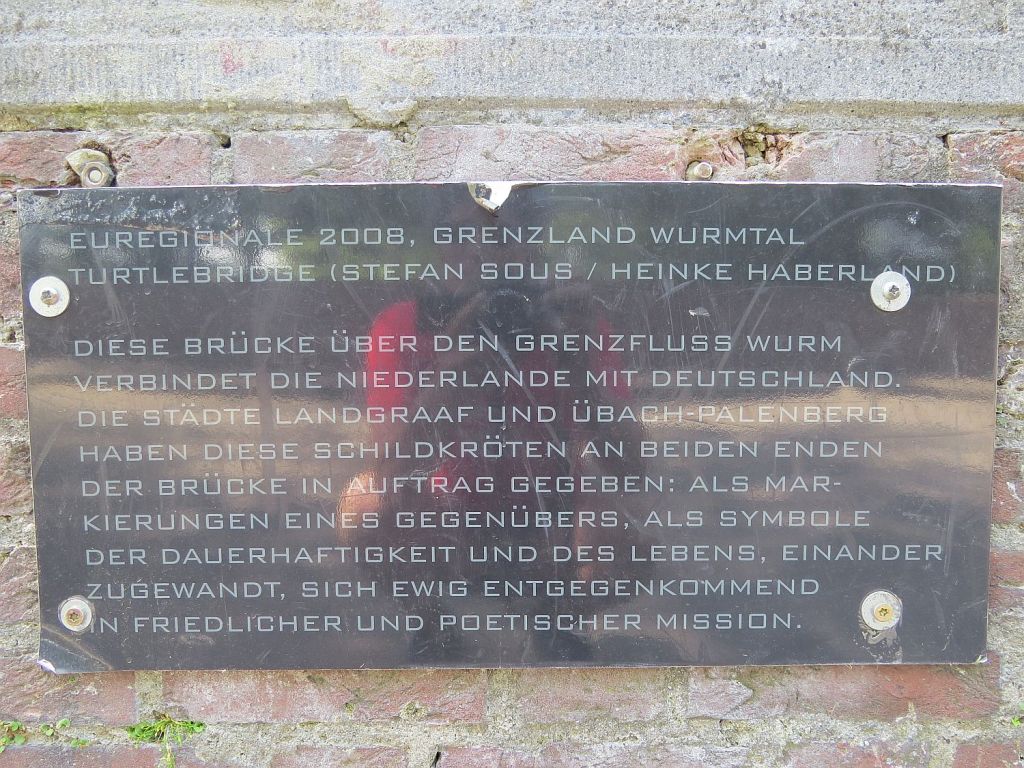 EUREGIONALE 2008, GRENZLAND WURMTAL
TURTLEBRIDGE (STEFAN SOUS / HEINKE HABERLAND)
DIESE BRÜCKE ÜBER DEN GRENZFLUSS WURM
VERBINDET DIE NIEDERLANDE MIT DEUTSCHLAND.
DIE STÄDTE LANDGRAAF UND ÜBACH-PALENBERG
HABEN DIESE SCHILDKRÖTEN AN BEIDEN ENDEN
DER BRÜCKE IN AUFTRAG GEGEBEN: ALS MAR-
KIERUNGEN EINES GEGENÜBERS, ALS SYMBOLE
DER DAUERHAFTIGKEIT UND DES LEBENS, EINANDER
ZUGEWANDT, SICH EWIG ENTGEGENKOMMEND
IN FRIEDLICHER UND POETISCHER MISSION.